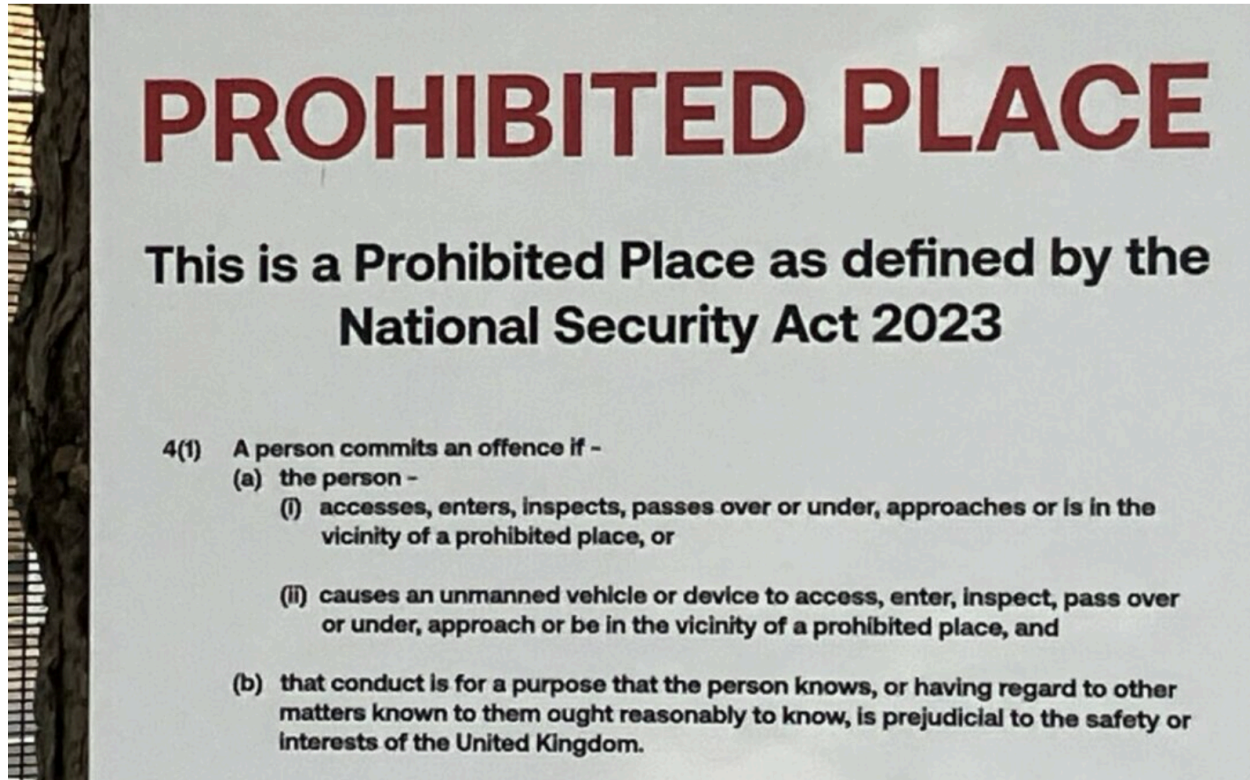 PROHIBITED PLACE
This is a Prohibited Place as defined by the
National Security Act 2023
4(1) A person commits an offence if -
(a) the person -
(i) accesses, enters, inspects, passes over or under, approaches or is in the
vicinity of a prohibited place, or
(ii) causes an unmanned vehicle or device to access, enter, inspect, pass over
or under, approach or be in the vicinity of a prohibited place, and
(b) that conduct is for a purpose that the person knows, or having regard to other
matters known to them ought reasonably to know, is prejudicial to the safety or
interests of the United Kingdom.